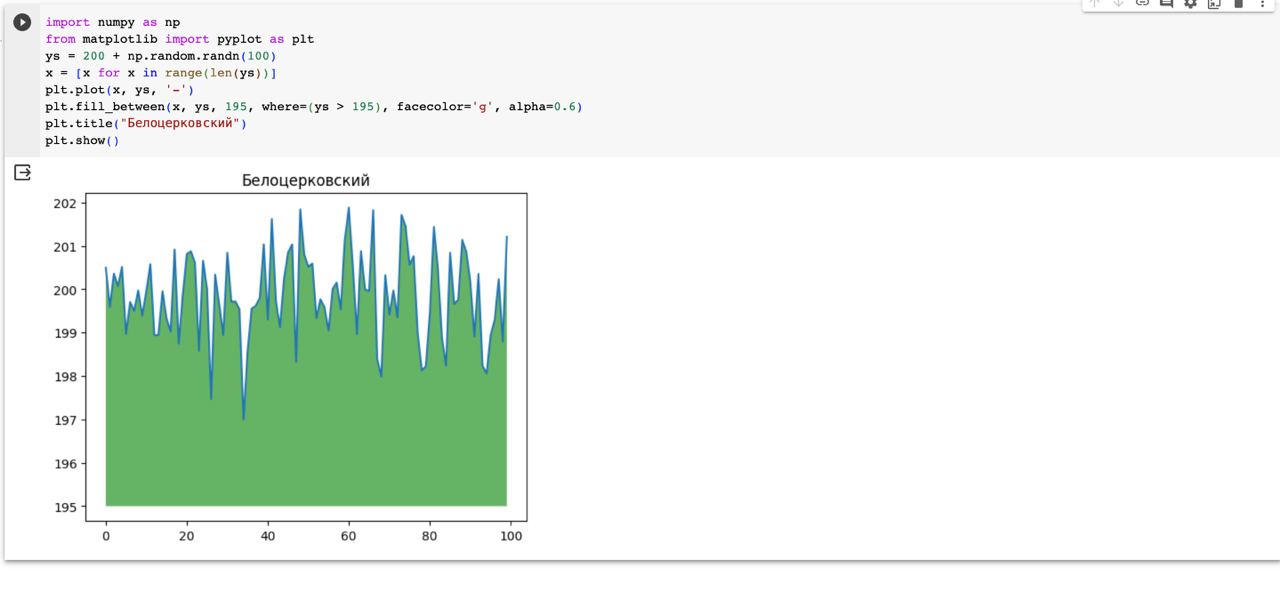 import numpy as np
from matplotlib import pyplot as plt
ys = 200 + np.random.randn(100)
x = [x for x in range(len(ys))]
plt.plot(x, ys, '-')
plt.fill_between(x, ys, 195, where=(ys > 195), facecolor='g', alpha=0.6)
plt.title("Белоцерковский")
plt.show()
Белоцерковский
202
201
200
199
198
197
196
195
0 20 40 60 80 100